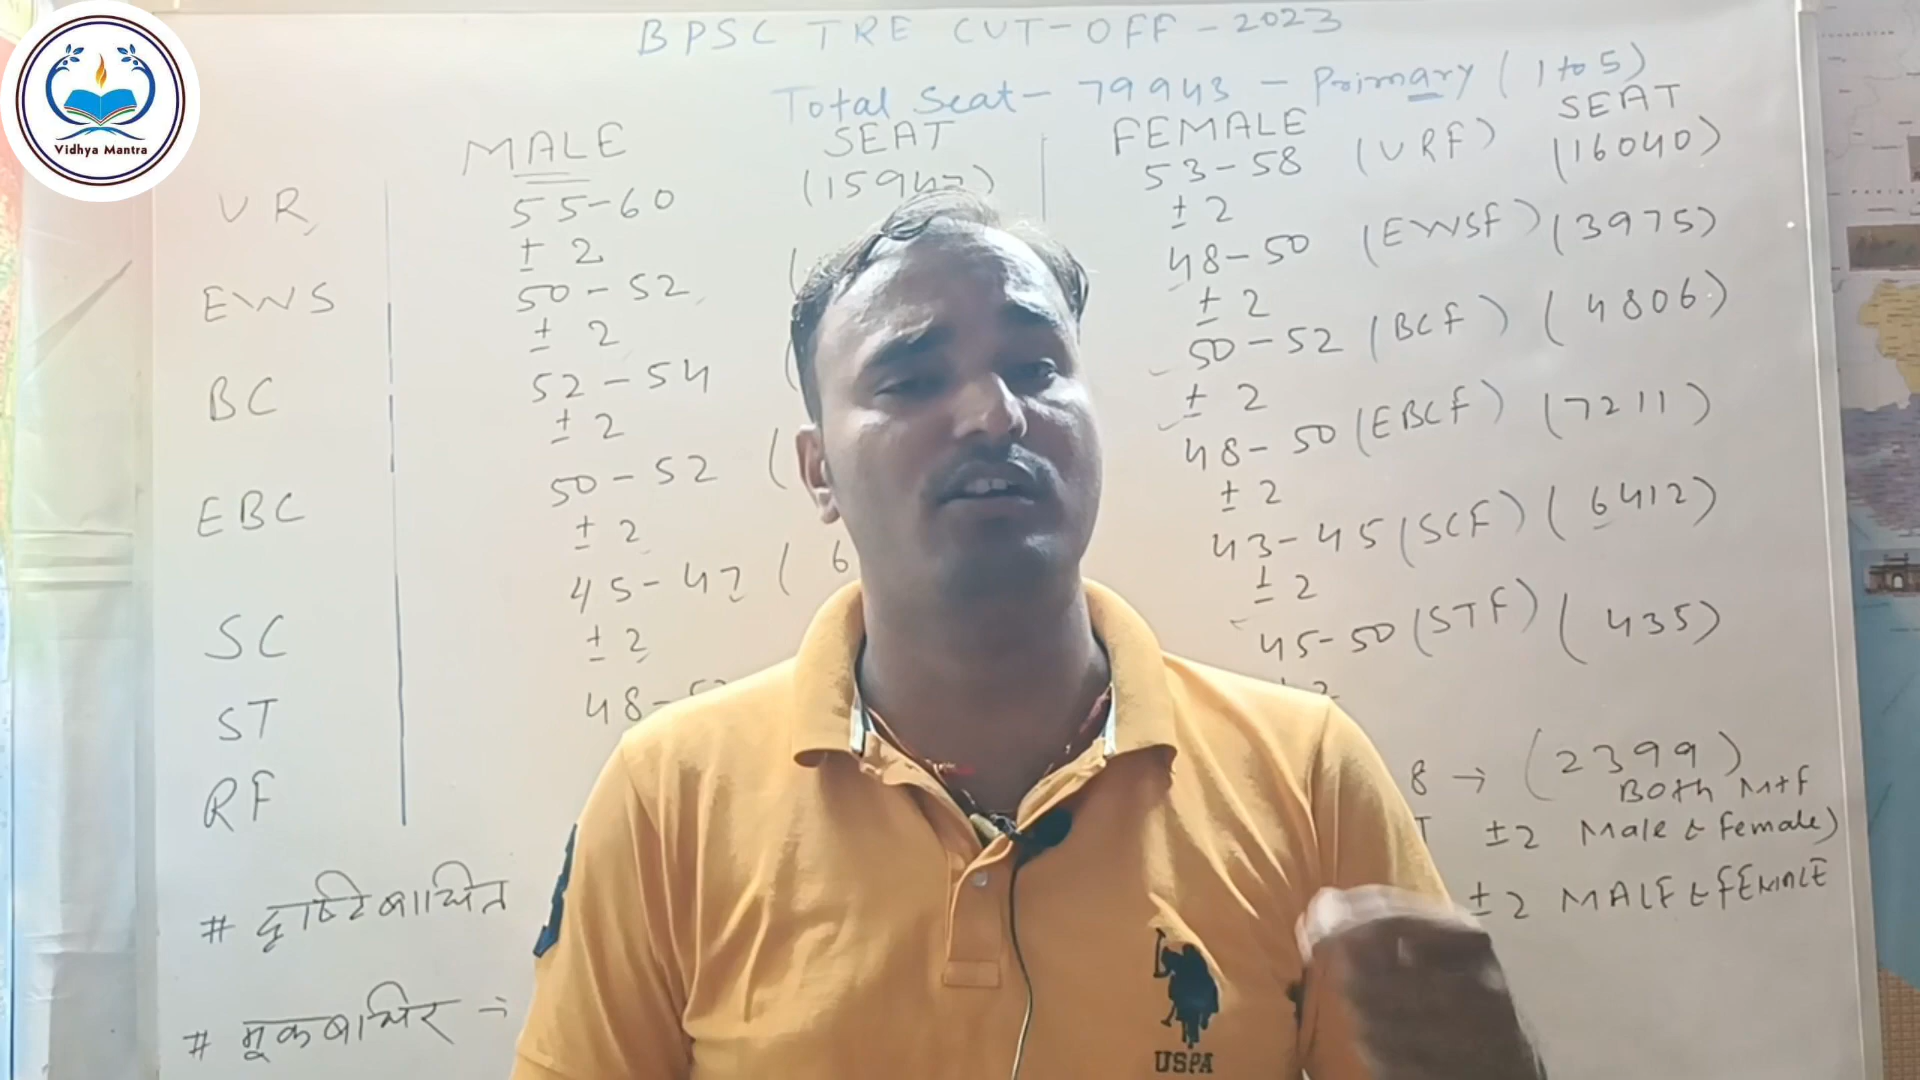 Vidhya Mantra
BPSC TRE CUT-OFF-2023
Total Seat- 79943 - Primary (1 to 5)
MALE SEAT FEMALE SEAT
UR 55-60 53-58 (URF) (16040)
± 2 ± 2
EWS 50-52 48-50 (EWSF) (3975)
± 2 ± 2
BC 52-54 50-52 (BCF) (4806)
± 2 ± 2
EBC 50-52 ( 48-50 (EBCF) (7211)
± 2 ± 2
SC 45-47 (6 43-45 (SCF) (6412)
± 2 ± 2
ST 48- 45-50 (STF) (435)
RF 8 → (2399)
Both M+F
±2 Male & female)
# दृष्टिबाधित ±2 MALE & FEMALE
# मूकबधिर →
USPA